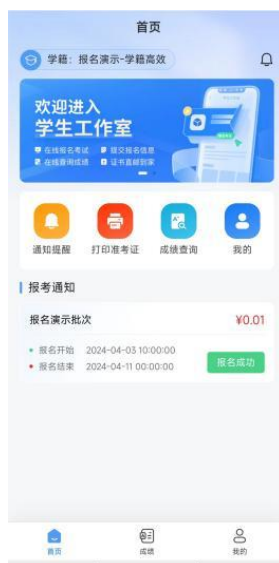 首页
学籍：报名演示-学籍高效
欢迎进入
学生工作室
在线报名考试 提交报名信息
在线查询成绩 证书直邮到家
通知提醒 打印准考证 成绩查询 我的
报考通知
报名演示批次 ¥0.01
报名开始 2024-04-03 10:00:00
报名结束 2024-04-11 00:00:00
报名成功
首页 成绩 我的